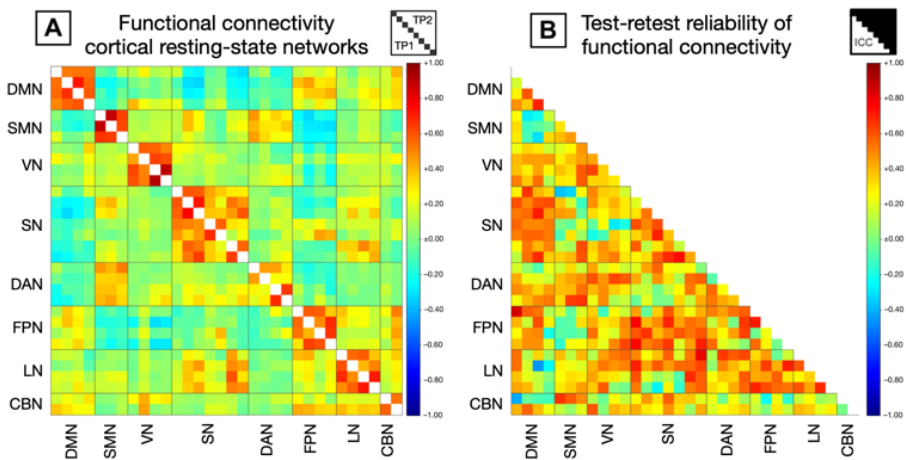 A
Functional connectivity
cortical resting-state networks
TP2
TP1
B
Test-retest reliability of
functional connectivity
ICC
DMN
SMN
VN
SN
DAN
FPN
LN
CBN
+1.00
+0.80
+0.60
+0.40
+0.20
±0.00
-0.20
-0.40
-0.60
-0.80
-1.00
DMN
SMN
VN
SN
DAN
FPN
LN
CBN
DMN
SMN
VN
SN
DAN
FPN
LN
CBN
+1.00
+0.80
+0.60
+0.40
+0.20
±0.00
-0.20
-0.40
-0.60
-0.80
-1.00
DMN
SMN
VN
SN
DAN
FPN
LN
CBN